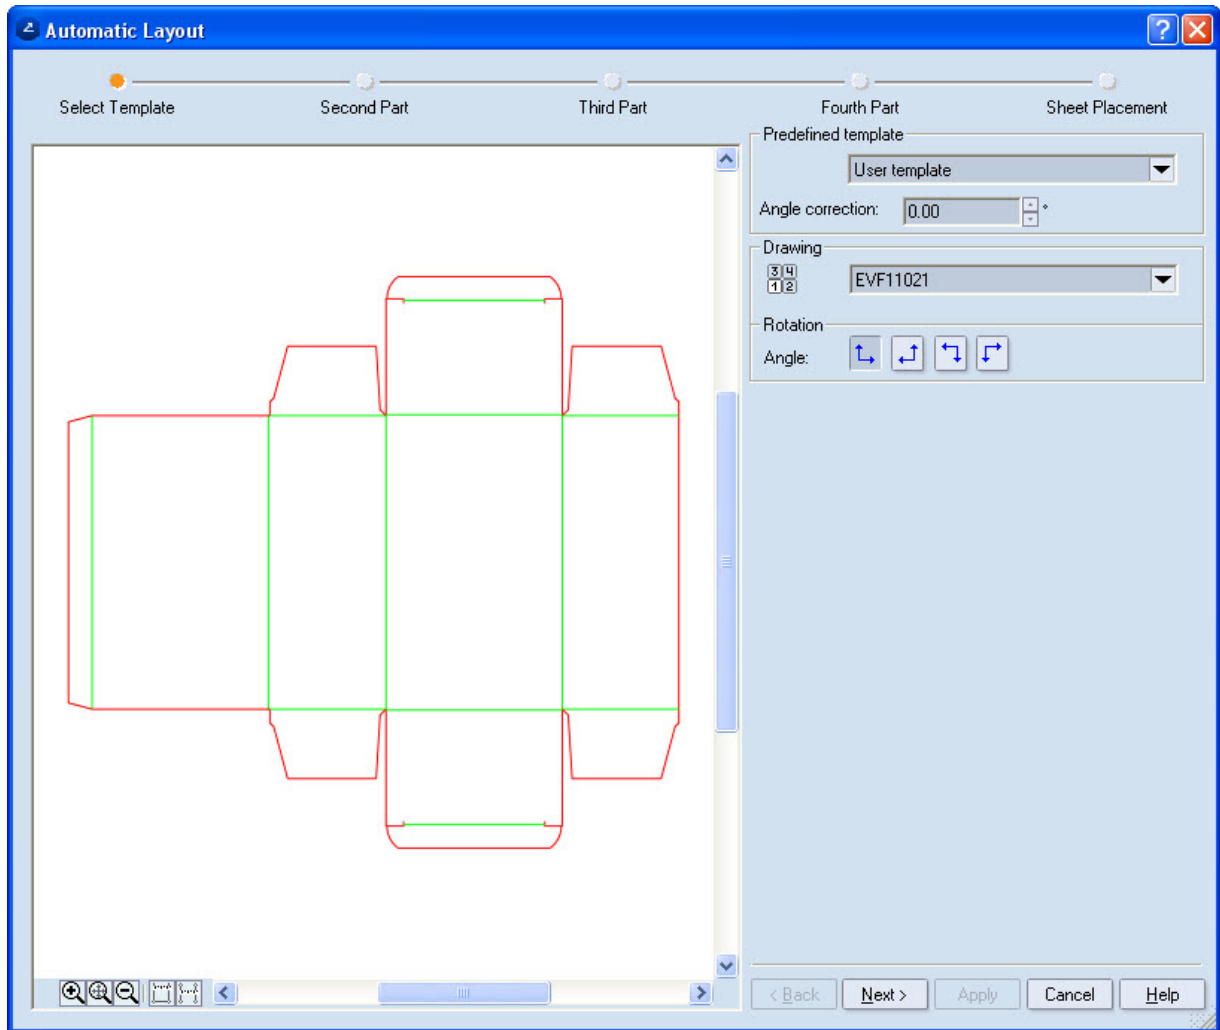 Automatic Layout
Select Template
Second Part
Third Part
Fourth Part
Sheet Placement
Predefined template
User template
Angle correction: 0.00 °
Drawing
3 4
1 2
EVF11021
Rotation
Angle:
< Back
Next >
Apply
Cancel
Help